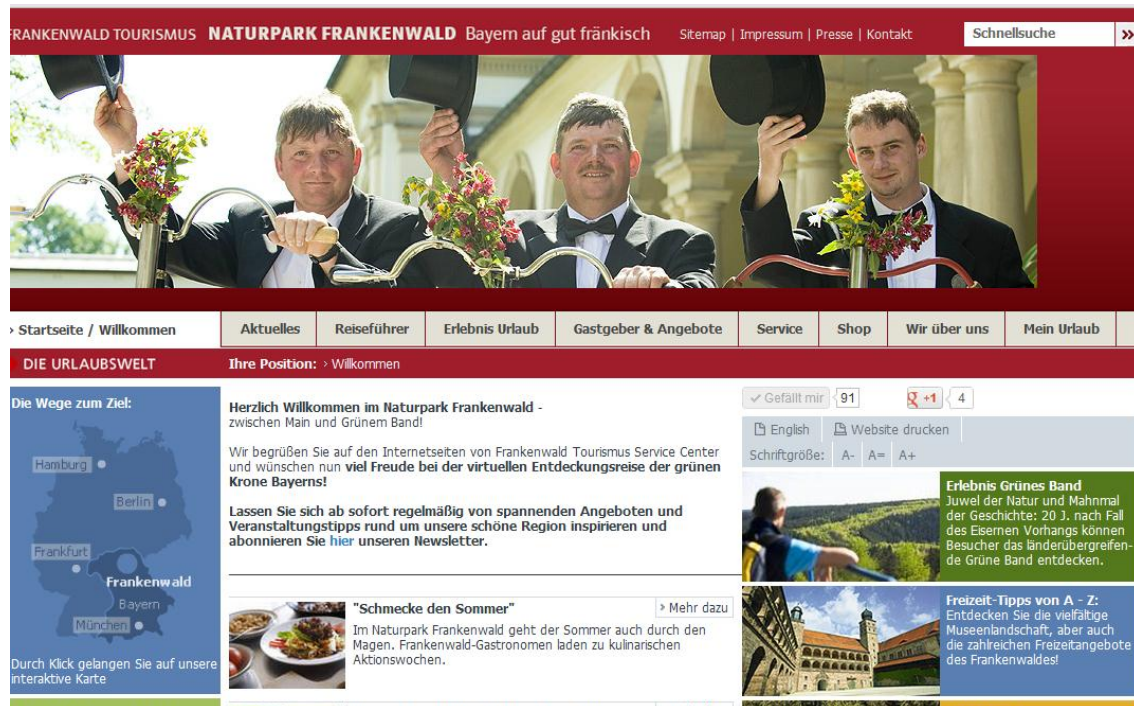 FRANKENWALD TOURISMUS NATURPARK FRANKENWALD Bayern auf gut fränkisch
Sitemap | Impressum | Presse | Kontakt
Schnellsuche »
› Startseite / Willkommen
Aktuelles
Reiseführer
Erlebnis Urlaub
Gastgeber & Angebote
Service
Shop
Wir über uns
Mein Urlaub
DIE URLAUBSWELT
Ihre Position: › Willkommen
Die Wege zum Ziel:
Hamburg
Berlin
Frankfurt
Frankenwald
Bayern
München
Durch Klick gelangen Sie auf unsere
interaktive Karte
Herzlich Willkommen im Naturpark Frankenwald -
zwischen Main und Grünem Band!
Wir begrüßen Sie auf den Internetseiten von Frankenwald Tourismus Service Center
und wünschen nun viel Freude bei der virtuellen Entdeckungsreise der grünen
Krone Bayerns!
Lassen Sie sich ab sofort regelmäßig von spannenden Angeboten und
Veranstaltungstipps rund um unsere schöne Region inspirieren und
abonnieren Sie hier unseren Newsletter.
"Schmecke den Sommer"
› Mehr dazu
Im Naturpark Frankenwald geht der Sommer auch durch den
Magen. Frankenwald-Gastronomen laden zu kulinarischen
Aktionswochen.
Gefällt mir 91
g +1 4
English
Website drucken
Schriftgröße: A- A= A+
Erlebnis Grünes Band
Juwel der Natur und Mahnmal
der Geschichte: 20 J. nach Fall
des Eisernen Vorhangs können
Besucher das länderübergreifen-
de Grüne Band entdecken.
Freizeit-Tipps von A - Z:
Entdecken Sie die vielfältige
Museenlandschaft, aber auch
die zahlreichen Freizeitangebote
des Frankenwaldes!